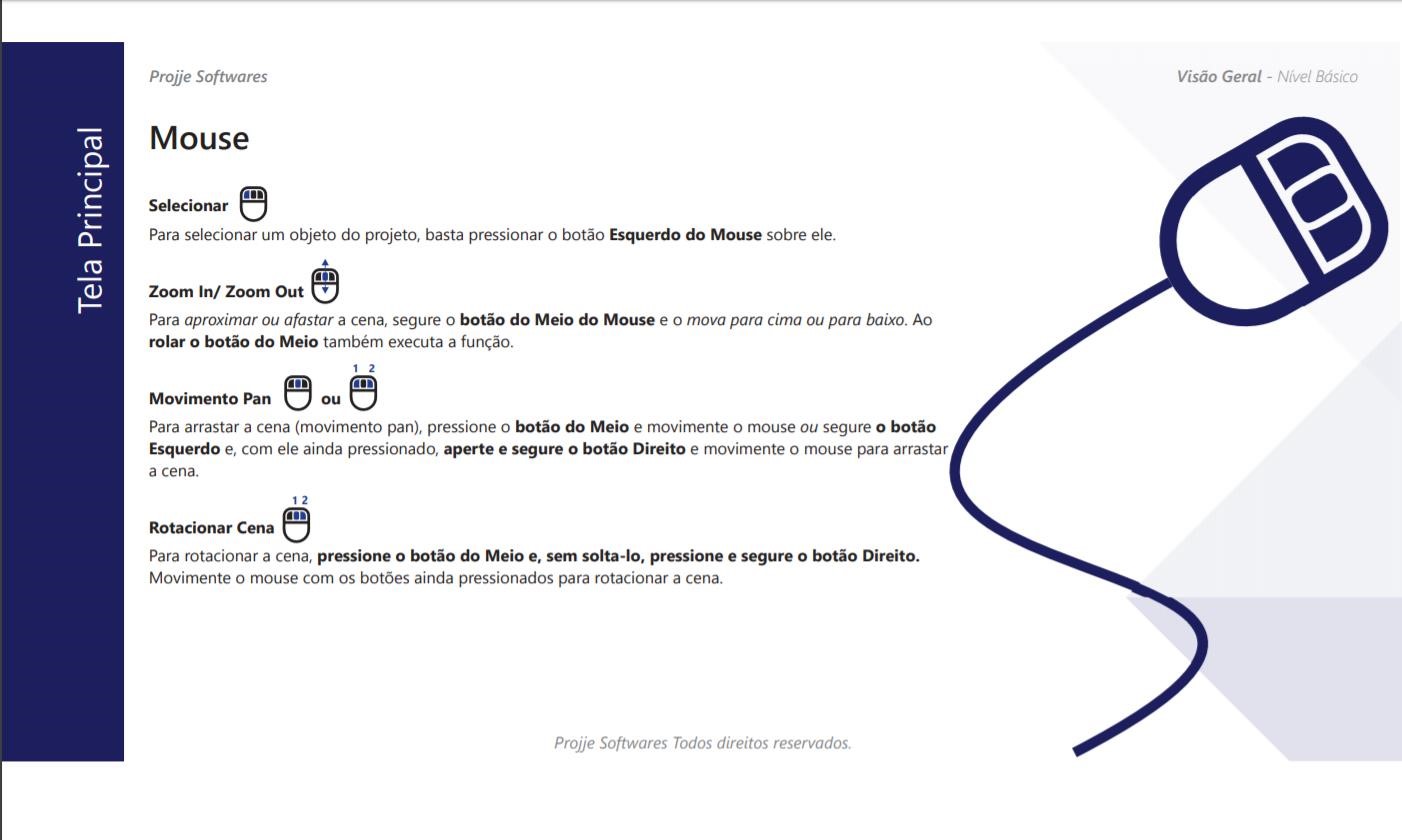 Projje Softwares
Visão Geral - Nível Básico
Tela Principal
Mouse
Selecionar
Para selecionar um objeto do projeto, basta pressionar o botão Esquerdo do Mouse sobre ele.
Zoom In/ Zoom Out
Para aproximar ou afastar a cena, segure o botão do Meio do Mouse e o mova para cima ou para baixo. Ao
rolar o botão do Meio também executa a função.
1 2
Movimento Pan ou
Para arrastar a cena (movimento pan), pressione o botão do Meio e movimente o mouse ou segure o botão
Esquerdo e, com ele ainda pressionado, aperte e segure o botão Direito e movimente o mouse para arrastar
a cena.
1 2
Rotacionar Cena
Para rotacionar a cena, pressione o botão do Meio e, sem solta-lo, pressione e segure o botão Direito.
Movimente o mouse com os botões ainda pressionados para rotacionar a cena.
Projje Softwares Todos direitos reservados.